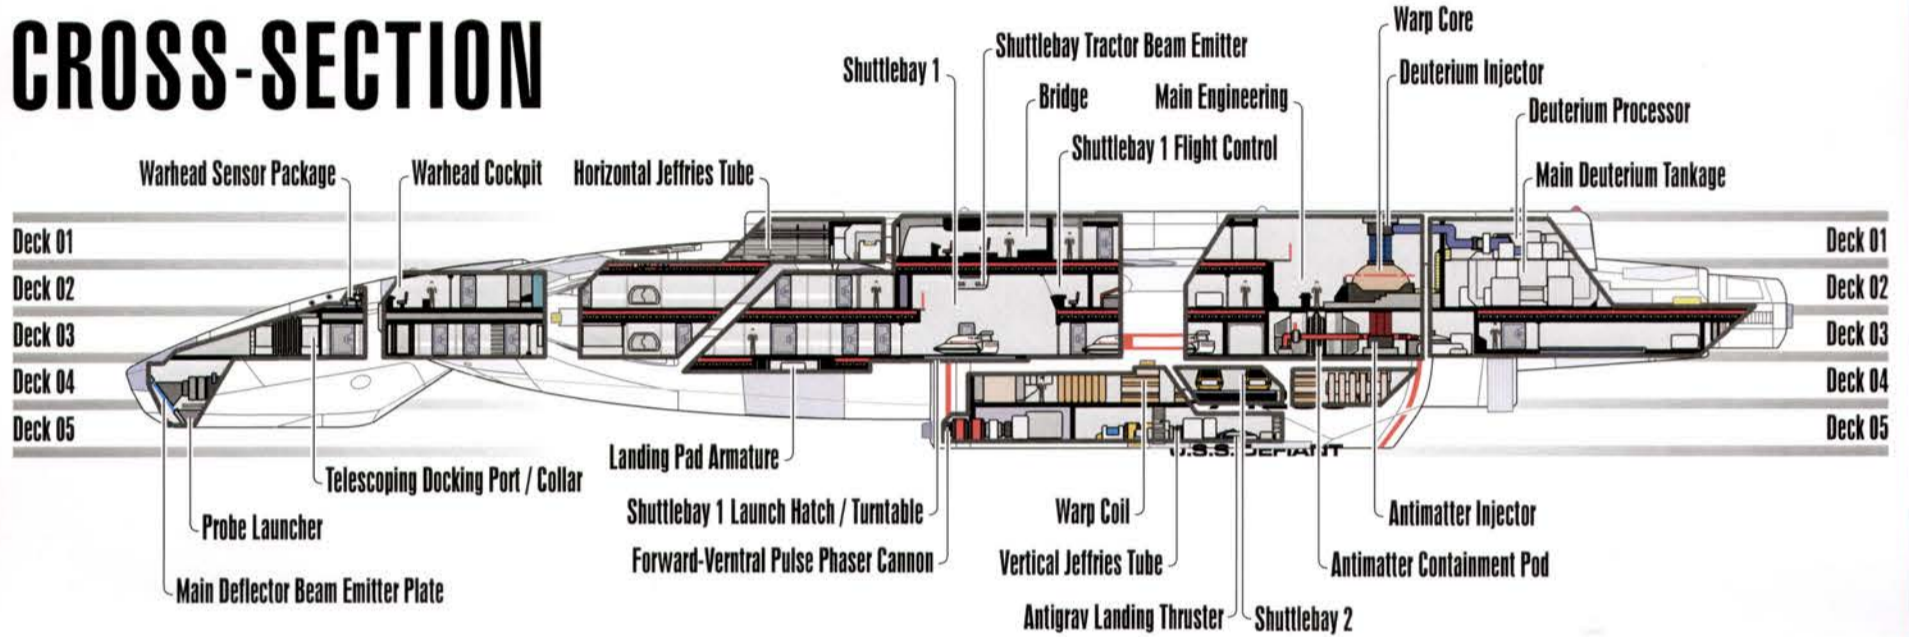 CROSS-SECTION
Warp Core
Shuttlebay Tractor Beam Emitter
Shuttlebay 1
Deuterium Injector
Bridge
Main Engineering
Deuterium Processor
Shuttlebay 1 Flight Control
Warhead Sensor Package
Warhead Cockpit
Horizontal Jeffries Tube
Main Deuterium Tankage
Deck 01
Deck 01
Deck 02
Deck 02
Deck 03
Deck 03
Deck 04
Deck 04
Deck 05
Deck 05
U.S.S. DEFIANT
Landing Pad Armature
Telescoping Docking Port / Collar
Shuttlebay 1 Launch Hatch / Turntable
Warp Coil
Antimatter Injector
Probe Launcher
Forward-Verntral Pulse Phaser Cannon
Vertical Jeffries Tube
Antimatter Containment Pod
Main Deflector Beam Emitter Plate
Antigrav Landing Thruster
Shuttlebay 2